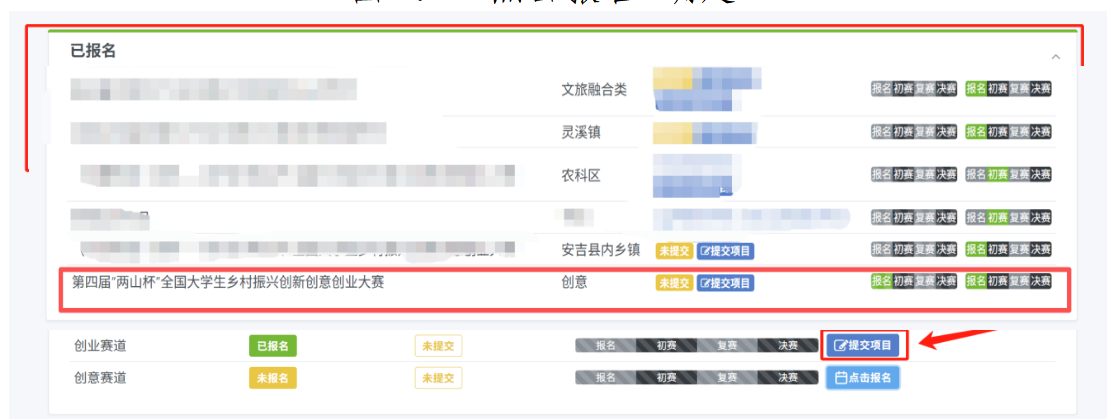 已报名
文旅融合类 报名 初赛 复赛 决赛 报名 初赛 复赛 决赛
灵溪镇 报名 初赛 复赛 决赛 报名 初赛 复赛 决赛
农科区 报名 初赛 复赛 决赛 报名 初赛 复赛 决赛
报名 初赛 复赛 决赛 报名 初赛 复赛 决赛
安吉县内乡镇 未提交 提交项目 报名 初赛 复赛 决赛 报名 初赛 复赛 决赛
第四届"两山杯"全国大学生乡村振兴创新创意创业大赛 创意 未提交 提交项目 报名 初赛 复赛 决赛 报名 初赛 复赛 决赛
创业赛道 已报名 未提交 报名 初赛 复赛 决赛 提交项目
创意赛道 未报名 未提交 报名 初赛 复赛 决赛 点击报名